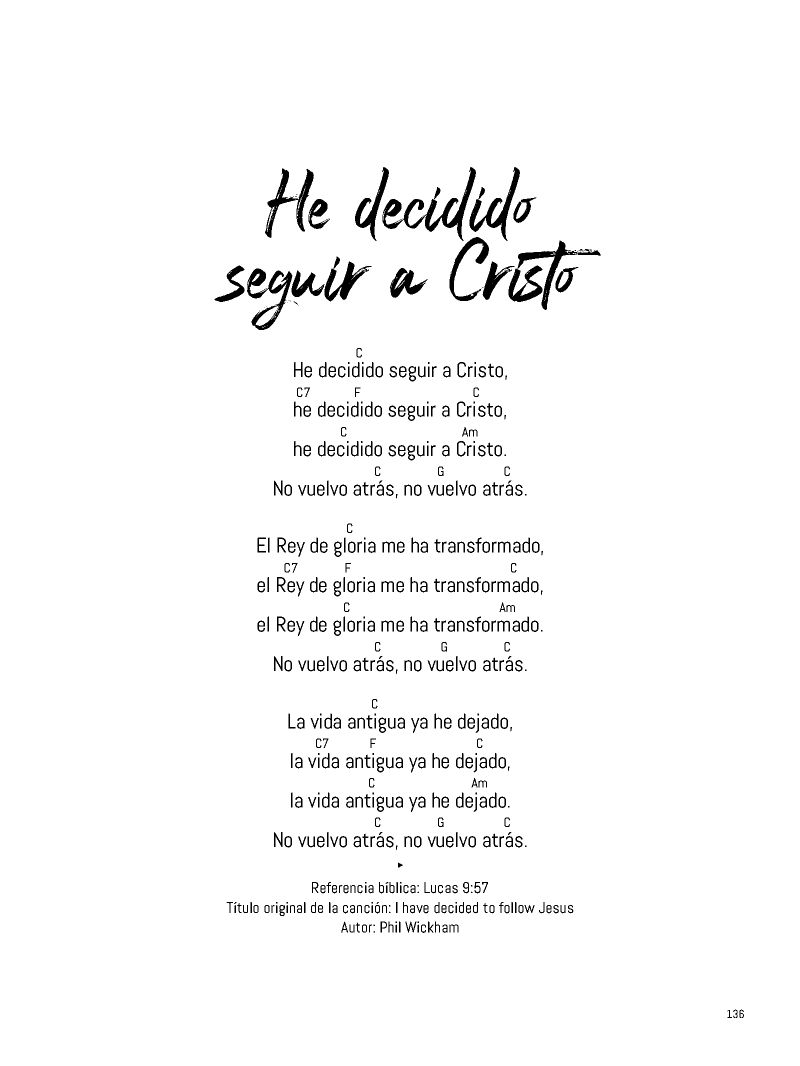 He decidido
seguir a Cristo
C
He decidido seguir a Cristo,
C7 F C
he decidido seguir a Cristo,
C Am
he decidido seguir a Cristo.
C G C
No vuelvo atrás, no vuelvo atrás.
C
El Rey de gloria me ha transformado,
C7 F C
el Rey de gloria me ha transformado,
C Am
el Rey de gloria me ha transformado.
C G C
No vuelvo atrás, no vuelvo atrás.
C
La vida antigua ya he dejado,
C7 F C
la vida antigua ya he dejado,
C Am
la vida antigua ya he dejado.
C G C
No vuelvo atrás, no vuelvo atrás.
Referencia bíblica: Lucas 9:57
Título original de la canción: I have decided to follow Jesus
Autor: Phil Wickham
136